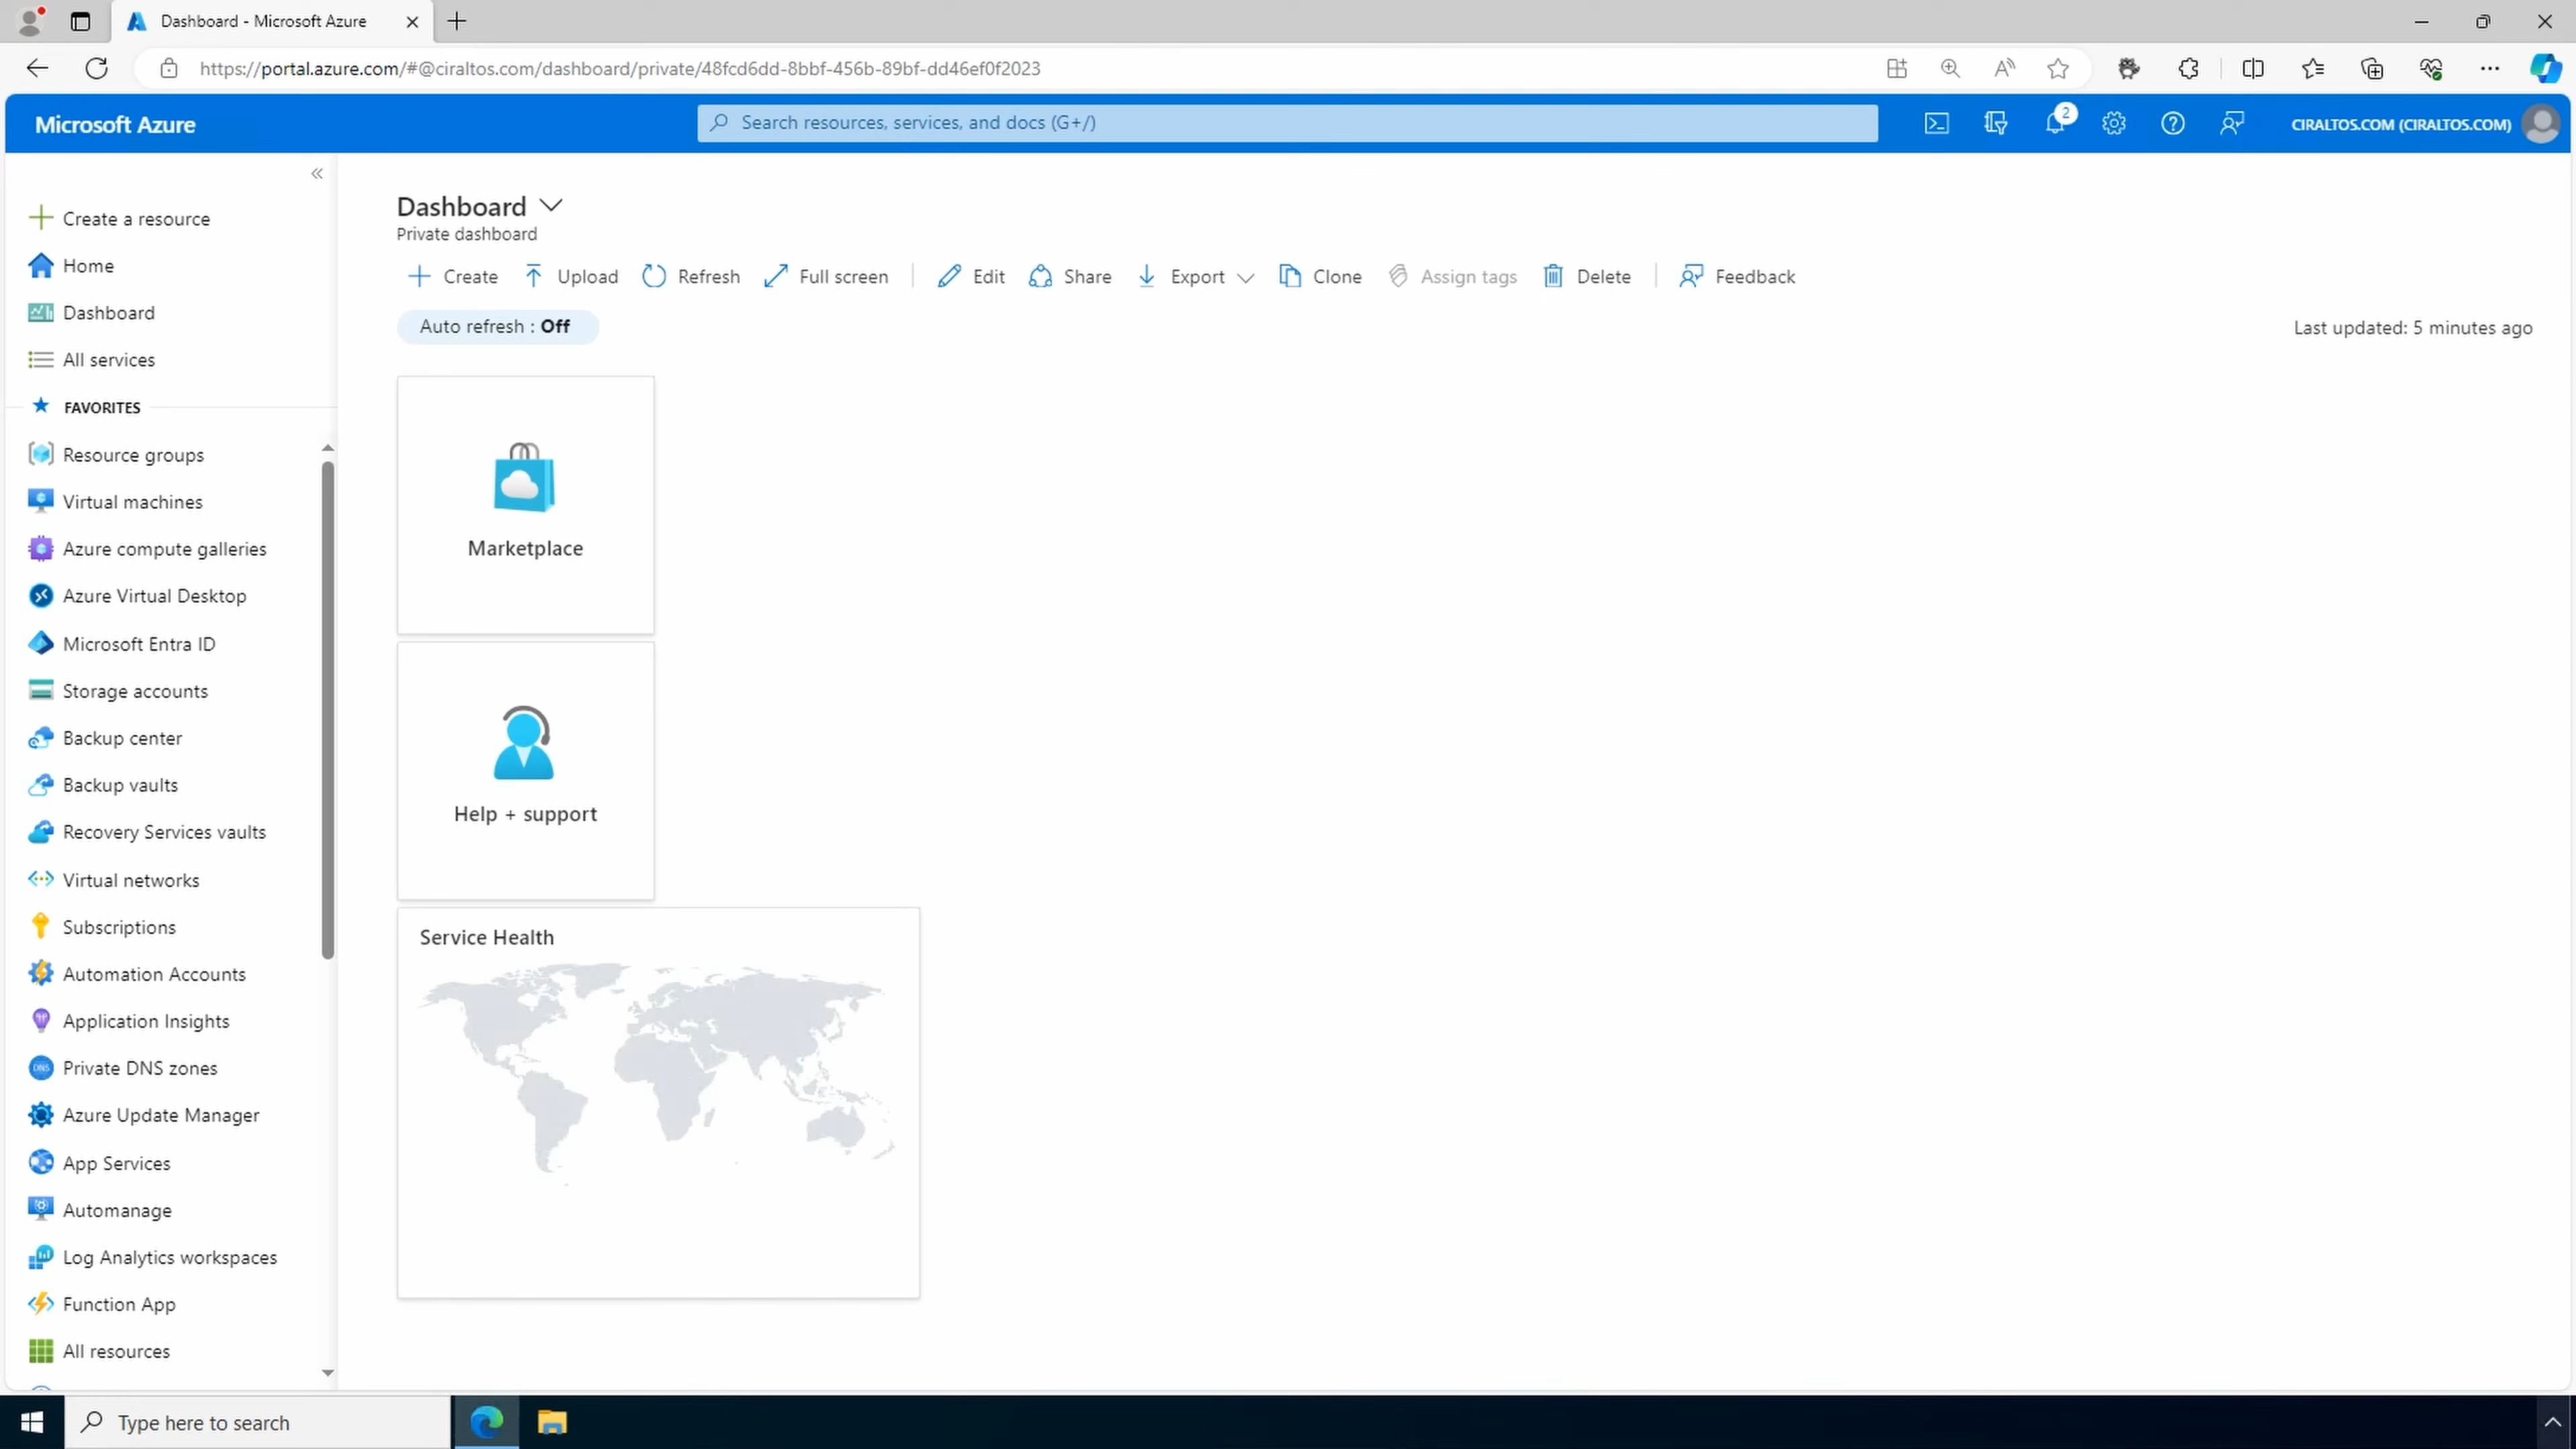 Dashboard - Microsoft Azure
https://portal.azure.com/#@ciraltos.com/dashboard/private/48fcd6dd-8bbf-456b-89bf-dd46ef0f2023
Microsoft Azure
Search resources, services, and docs (G+/)
2
CIRALTOS.COM (CIRALTOS.COM)
Create a resource
Home
Dashboard
All services
FAVORITES
Resource groups
Virtual machines
Azure compute galleries
Azure Virtual Desktop
Microsoft Entra ID
Storage accounts
Backup center
Backup vaults
Recovery Services vaults
Virtual networks
Subscriptions
Automation Accounts
Application Insights
Private DNS zones
Azure Update Manager
App Services
Automanage
Log Analytics workspaces
Function App
All resources
Dashboard
Private dashboard
Create Upload Refresh Full screen Edit Share Export Clone Assign tags Delete Feedback
Auto refresh : Off
Last updated: 5 minutes ago
Marketplace
Help + support
Service Health
Type here to search